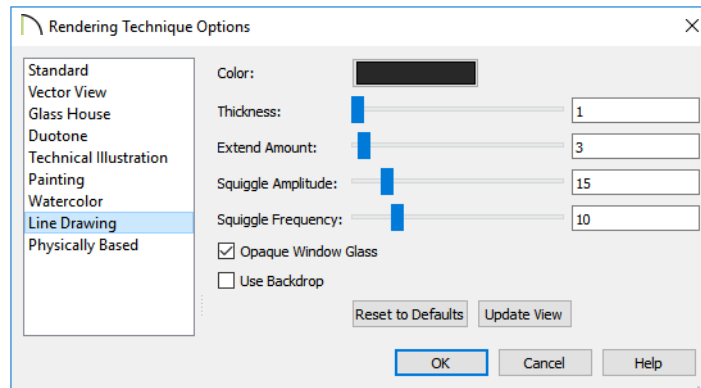 Rendering Technique Options
Standard
Vector View
Glass House
Duotone
Technical Illustration
Painting
Watercolor
Line Drawing
Physically Based
Color:
Thickness: 1
Extend Amount: 3
Squiggle Amplitude: 15
Squiggle Frequency: 10
Opaque Window Glass
Use Backdrop
Reset to Defaults Update View
OK Cancel Help